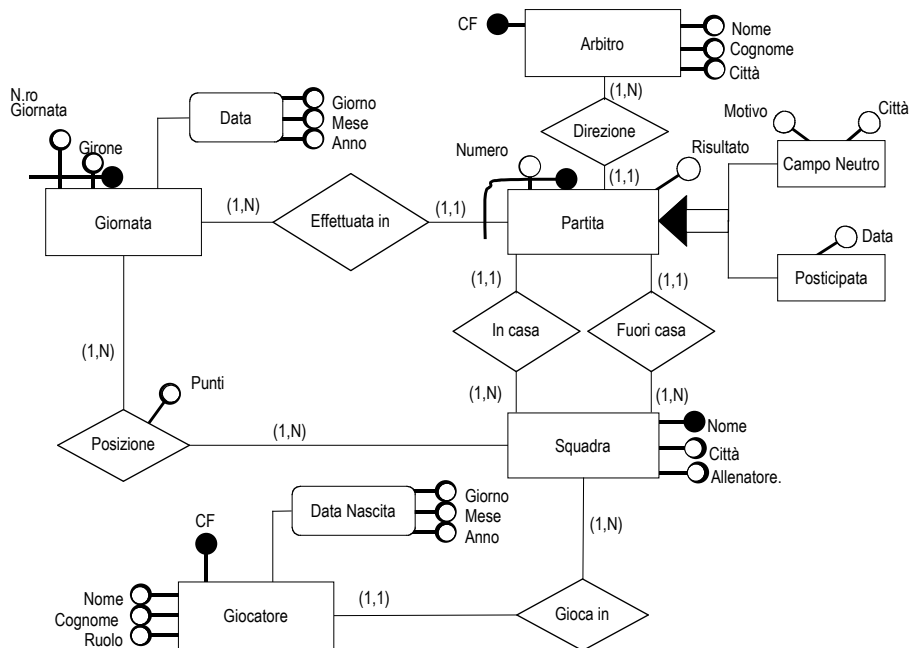 CF
Arbitro
Nome
Cognome
Città
(1,N)
Direzione
(1,1)
N.ro
Giornata
Girone
Data
Giorno
Mese
Anno
Numero
Risultato
Motivo
Città
Campo Neutro
Giornata
(1,N)
Effettuata in
(1,1)
Partita
Data
Posticipata
(1,1)
(1,1)
In casa
Fuori casa
(1,N)
(1,N)
(1,N)
Punti
Posizione
(1,N)
Squadra
Nome
Città
Allenatore.
CF
Data Nascita
Giorno
Mese
Anno
(1,N)
Nome
Cognome
Ruolo
Giocatore
(1,1)
Gioca in